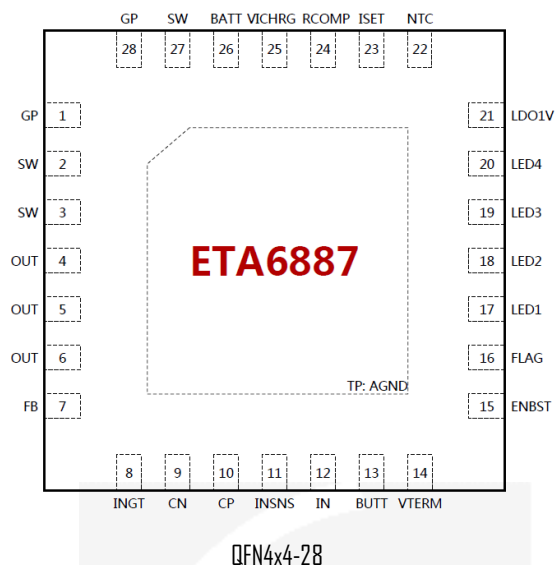 GP SW BATT VICHRG RCOMP ISET NTC
28 27 26 25 24 23 22
GP 1 21 LDO1V
SW 2 20 LED4
SW 3 19 LED3
OUT 4 18 LED2
ETA6887
OUT 5 17 LED1
OUT 6 16 FLAG
TP: AGND
FB 7 15 ENBST
8 9 10 11 12 13 14
INGT CN CP INSNS IN BUTT VTERM
QFN4x4-28